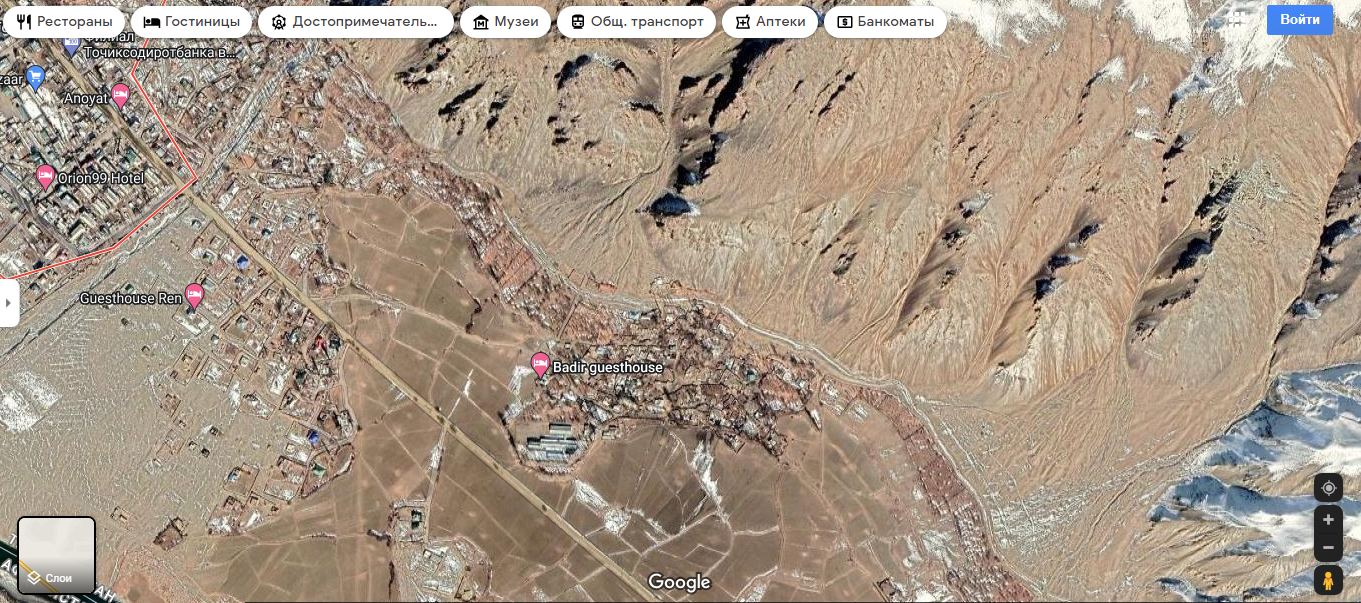 Рестораны
Гостиницы
Достопримечатель...
Музеи
Общ. транспорт
Аптеки
Банкоматы
Войти
Филиал
Точиксодиротбанка в...
zaar
Anoyat
Orion99 Hotel
Guesthouse Ren
Badir guesthouse
Слои
Google